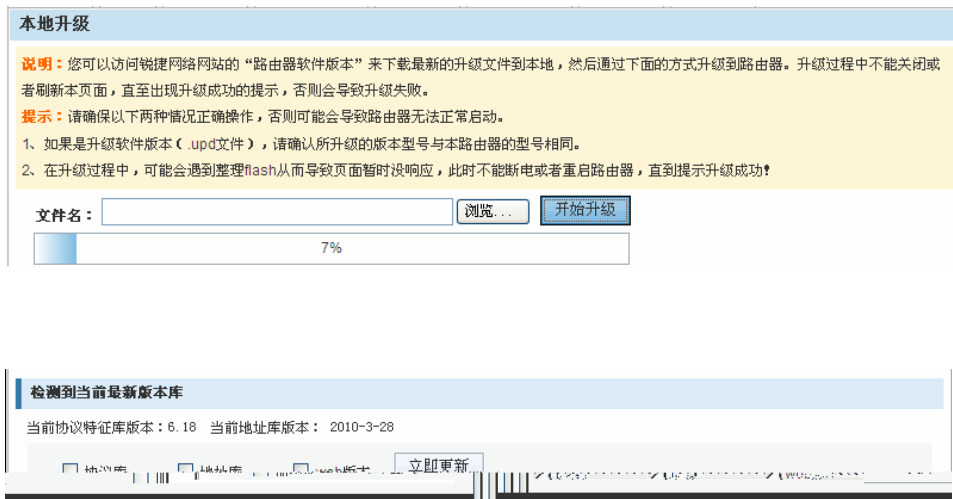 本地升级
说明：您可以访问锐捷网络网站的“路由器软件版本”来下载最新的升级文件到本地，然后通过下面的方式升级到路由器。升级过程中不能关闭或
者刷新本页面，直至出现升级成功的提示，否则会导致升级失败。
提示：请确保以下两种情况正确操作，否则可能会导致路由器无法正常启动。
1、如果是升级软件版本（.upd文件），请确认所升级的版本型号与本路由器的型号相同。
2、在升级过程中，可能会遇到整理flash从而导致页面暂时没响应，此时不能断电或者重启路由器，直到提示升级成功！
文件名： 浏览... 开始升级
7%
检测到当前最新版本库
当前协议特征库版本：6.18 当前地址库版本： 2010-3-28
协议库 地址库 立即更新